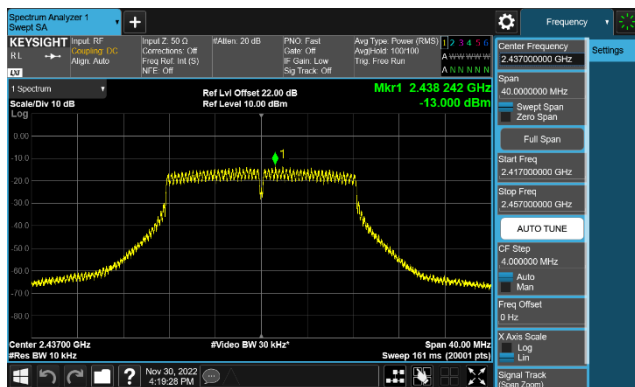 Spectrum Analyzer 1
Swept SA
Frequency
KEYSIGHT
RL
Input: RF
Coupling: DC
Align: Auto
Input Z: 50 Ω
Corrections: Off
Freq Ref: Int (S)
NFE: Off
#Atten: 20 dB
PNO: Fast
Gate: Off
IF Gain: Low
Sig Track: Off
Avg Type: Power (RMS)
Avg|Hold: 100/100
Trig: Free Run
1 2 3 4 5 6
A WW WW W
A N N N N N
LXI
1 Spectrum
Scale/Div 10 dB
Log
Ref Lvl Offset 22.00 dB
Ref Level 10.00 dBm
Mkr1 2.438 242 GHz
-13.000 dBm
1
0.00
-10.0
-20.0
-30.0
-40.0
-50.0
-60.0
-70.0
-80.0
Center 2.43700 GHz
#Res BW 10 kHz
#Video BW 30 kHz*
Span 40.00 MHz
Sweep 161 ms (20001 pts)
Nov 30, 2022
4:19:28 PM
?
Center Frequency
2.437000000 GHz
Settings
Span
40.0000000 MHz
Swept Span
Zero Span
Full Span
Start Freq
2.417000000 GHz
Stop Freq
2.457000000 GHz
AUTO TUNE
CF Step
4.000000 MHz
Auto
Man
Freq Offset
0 Hz
X Axis Scale
Log
Lin
Signal Track
(Span Zoom)